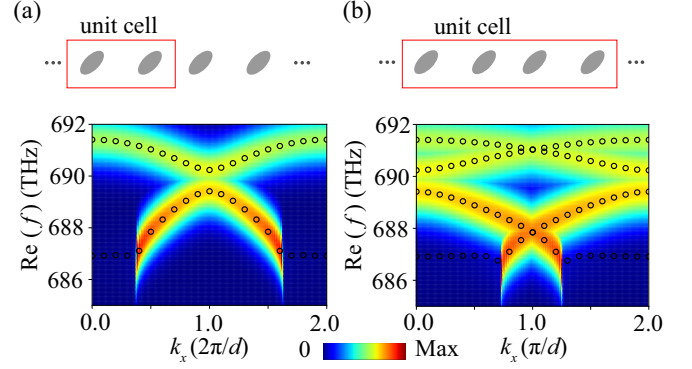 (a)
unit cell
... ...
(b)
unit cell
... ...
692
690
688
686
Re (f) (THz)
0.0 1.0 2.0
kₓ (2π/d)
692
690
688
686
Re (f) (THz)
0.0 1.0 2.0
kₓ (π/d)
0 Max